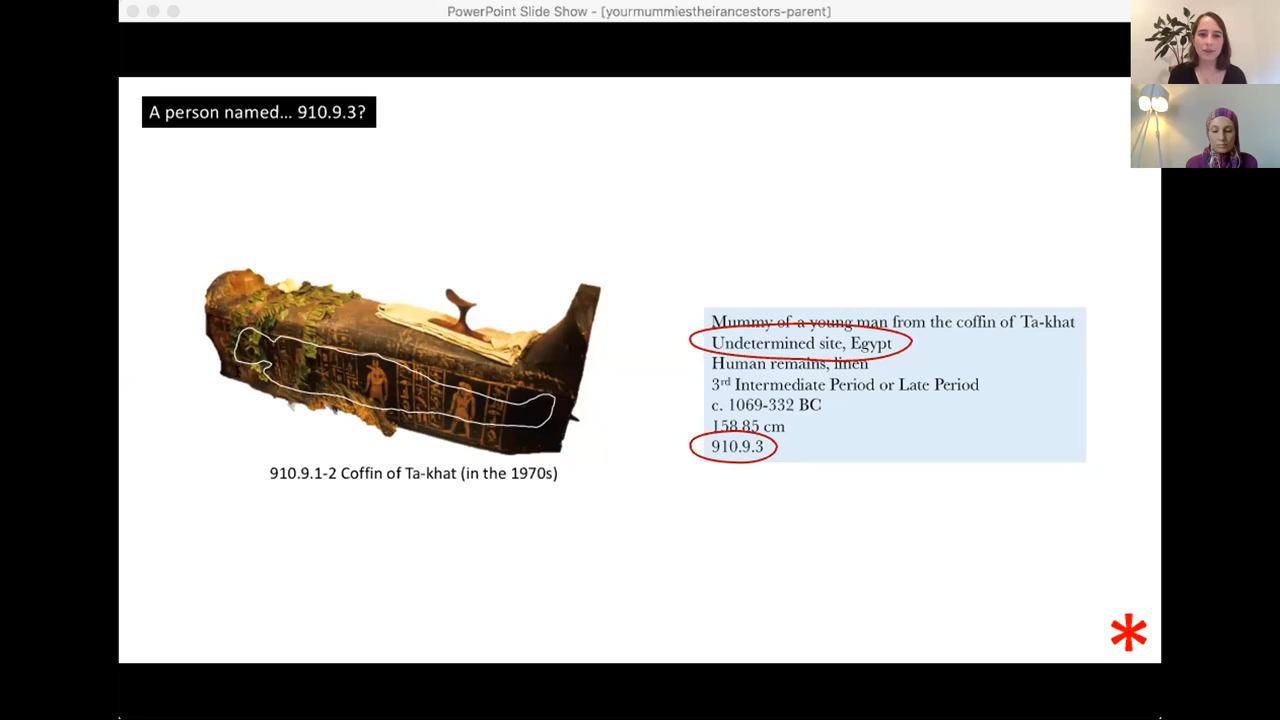 PowerPoint Slide Show - [yourmummiestheirancestors-parent]
A person named... 910.9.3?
Mummy of a young man from the coffin of Ta-khat
Undetermined site, Egypt
Human remains, linen
3rd Intermediate Period or Late Period
c. 1069-332 BC
158.85 cm
910.9.3
910.9.1-2 Coffin of Ta-khat (in the 1970s)
*